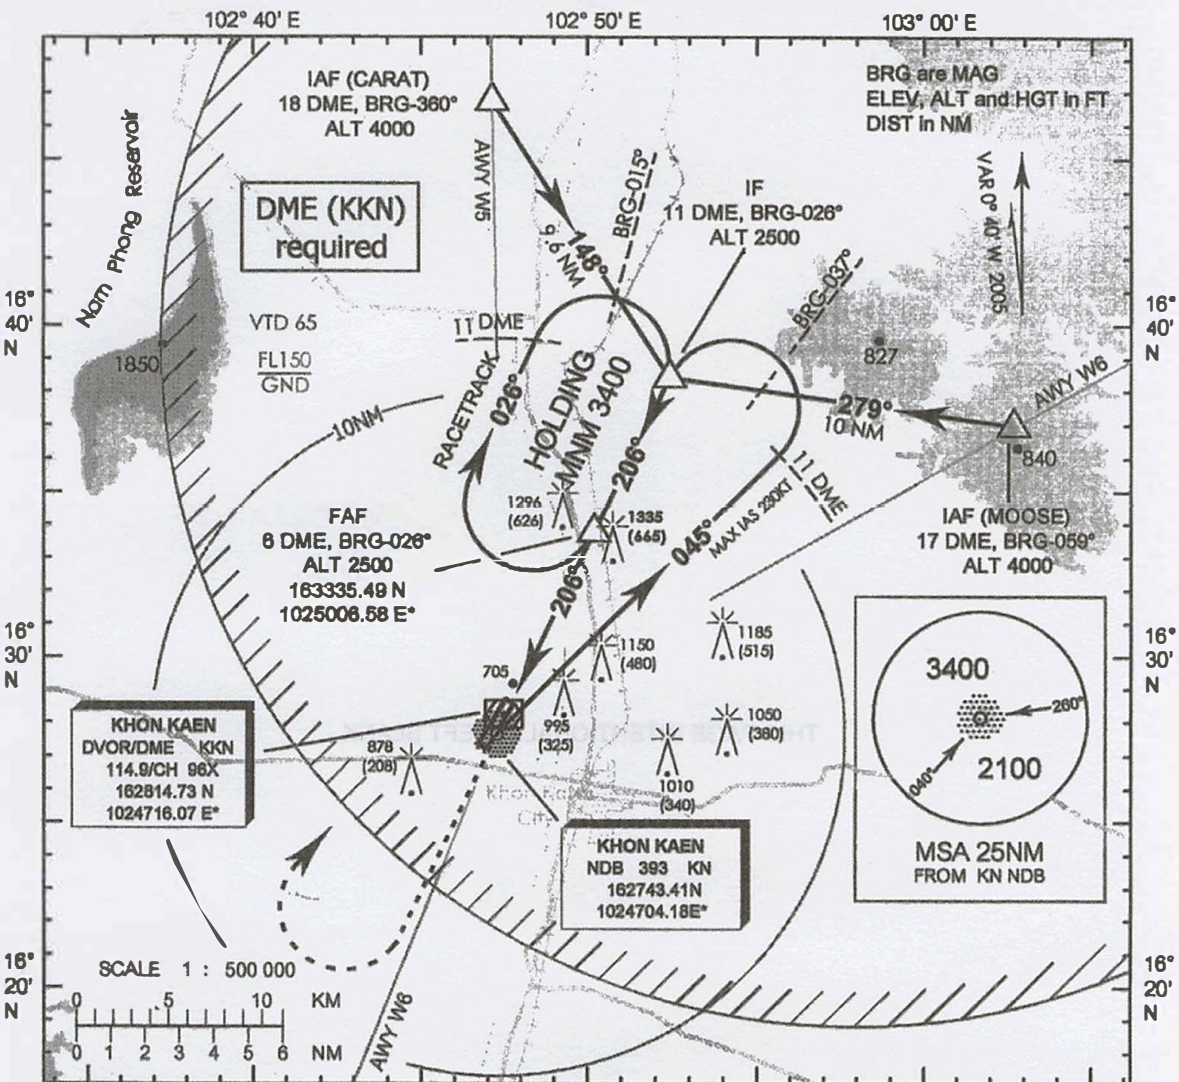 102° 40' E
102° 50' E
103° 00' E
IAF (CARAT)
18 DME, BRG-360°
ALT 4000
BRG are MAG
ELEV, ALT and HGT in FT
DIST in NM
Nam Phong Reservoir
DME (KKN)
required
AWY W5
148°
9.6 NM
BRG-015°
IF
11 DME, BRG-026°
ALT 2500
VAR 0° 40' W 2005
BRG-037°
16°
40'
N
16°
40'
N
VTD 65
FL150
GND
1850
11 DME
827
RACETRACK
026°
HOLDING
MNM 3400
206°
279°
10 NM
AWY W6
840
10NM
11 DME
1296
(626)
1335
(665)
045°
MAX IAS 230KT
FAF
6 DME, BRG-026°
ALT 2500
163335.49 N
1025006.58 E*
IAF (MOOSE)
17 DME, BRG-059°
ALT 4000
206°
16°
30'
N
16°
30'
N
1150
(480)
1185
(515)
705
995
(325)
1050
(380)
1010
(340)
878
(208)
KHON KAEN
DVOR/DME KKN
114.9/CH 96X
162814.73 N
1024716.07 E*
Khon Kaen
City
KHON KAEN
NDB 393 KN
162743.41N
1024704.18E*
3400
260°
2100
040°
MSA 25NM
FROM KN NDB
16°
20'
N
16°
20'
N
SCALE 1 : 500 000
0 5 10 KM
0 1 2 3 4 5 6 NM
AWY W6